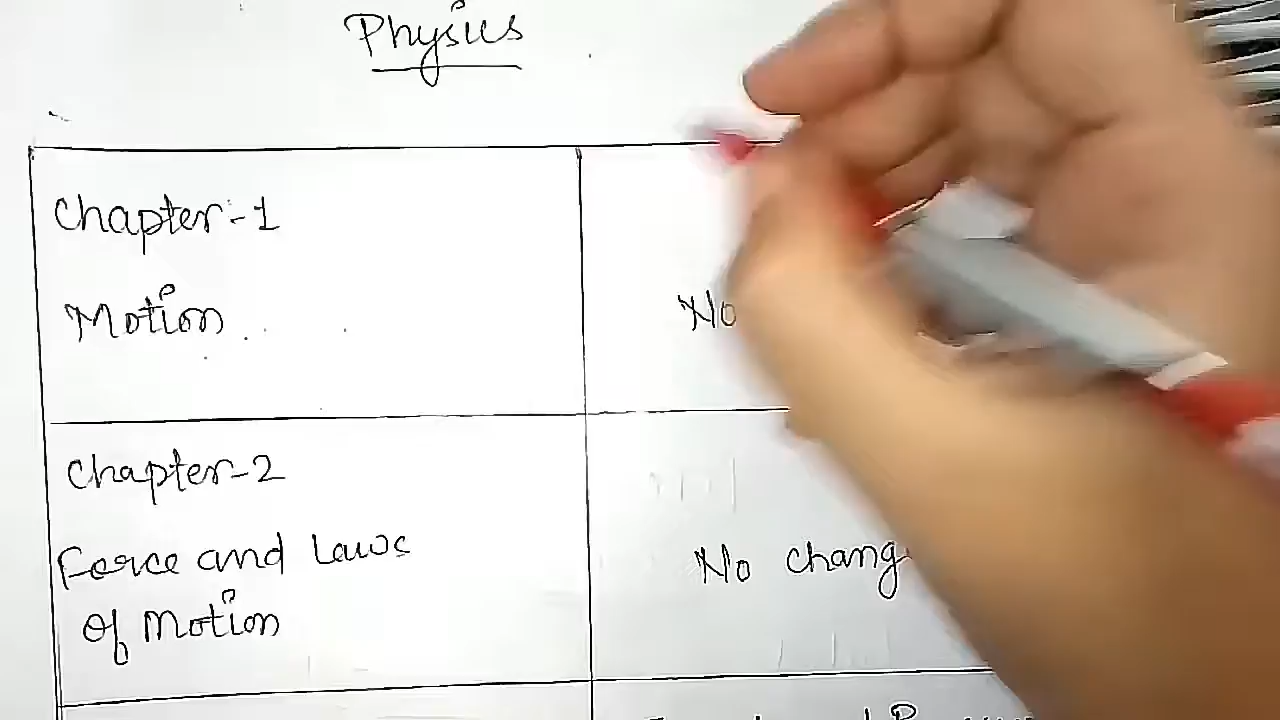 Physics
Chapter:-1
Motion
No
Chapter-2
Force and Laws
of Motion
No chang